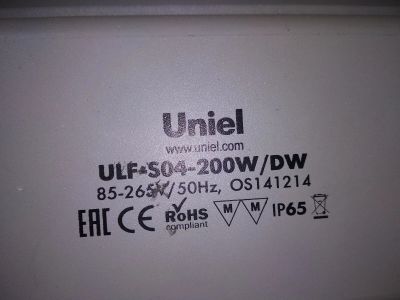 Uniel
www.uniel.com
ULF-S04-200W/DW
85-265V/50Hz, OS141214
EAC CE RoHS compliant M M IP65